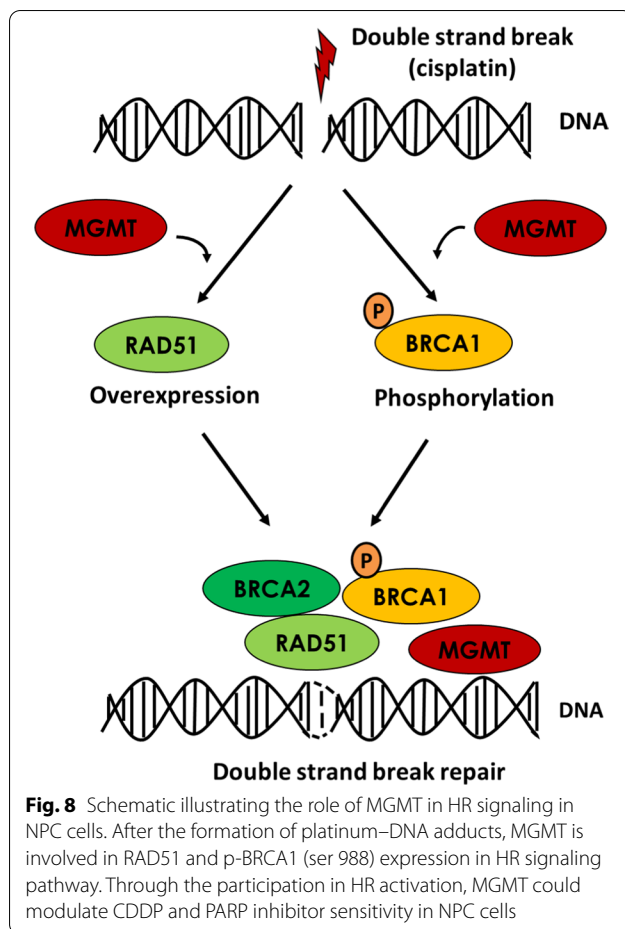 Double strand break
(cisplatin)
DNA
MGMT
MGMT
P
RAD51
BRCA1
Overexpression
Phosphorylation
P
BRCA2
BRCA1
RAD51
MGMT
DNA
Double strand break repair
Fig. 8 Schematic illustrating the role of MGMT in HR signaling in
NPC cells. After the formation of platinum–DNA adducts, MGMT is
involved in RAD51 and p-BRCA1 (ser 988) expression in HR signaling
pathway. Through the participation in HR activation, MGMT could
modulate CDDP and PARP inhibitor sensitivity in NPC cells